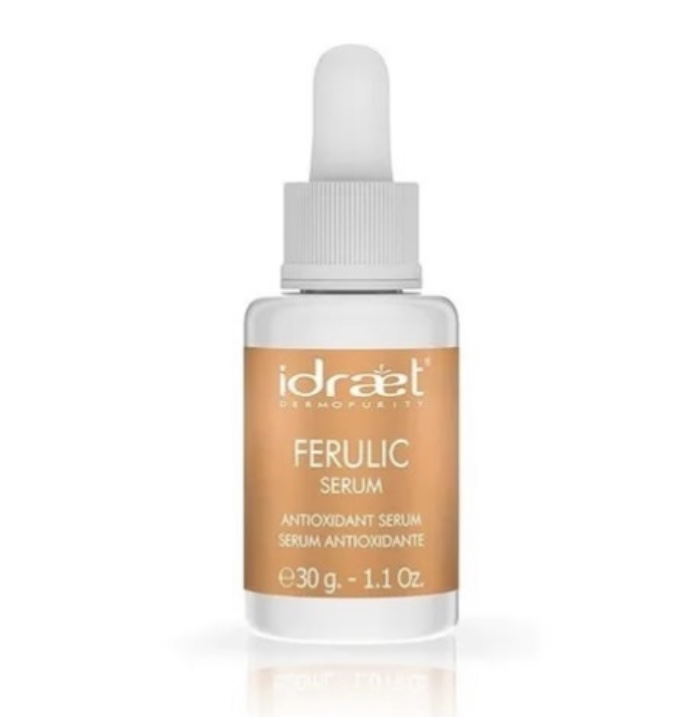 idraet
DERMOPURITY
FERULIC
SERUM
ANTIOXIDANT SERUM
SERUM ANTIOXIDANTE
℮30 g. - 1.1 Oz.